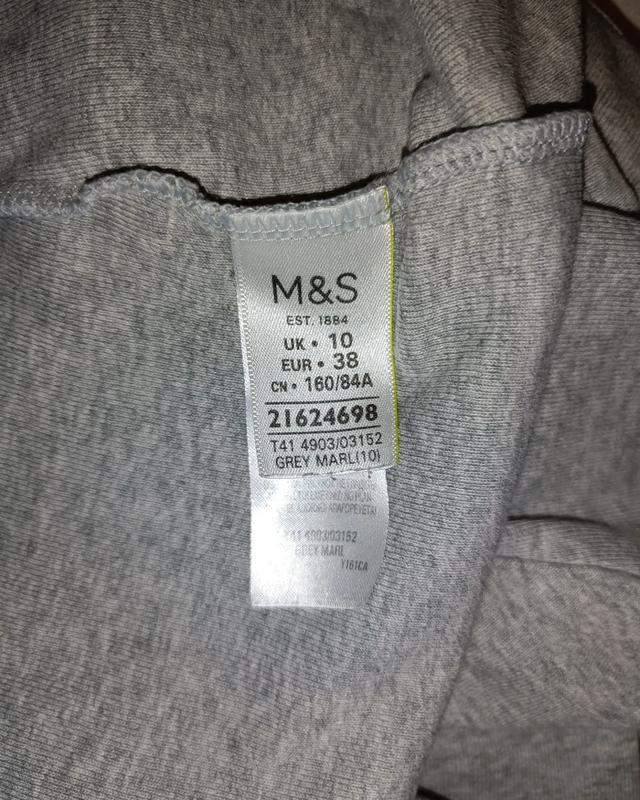 M&S
EST. 1884
UK • 10
EUR • 38
CN • 160/84A
21624698
T41 4903/03152
GREY MARL(10)
T41 4903/03152
GREY MARL
Y161CA